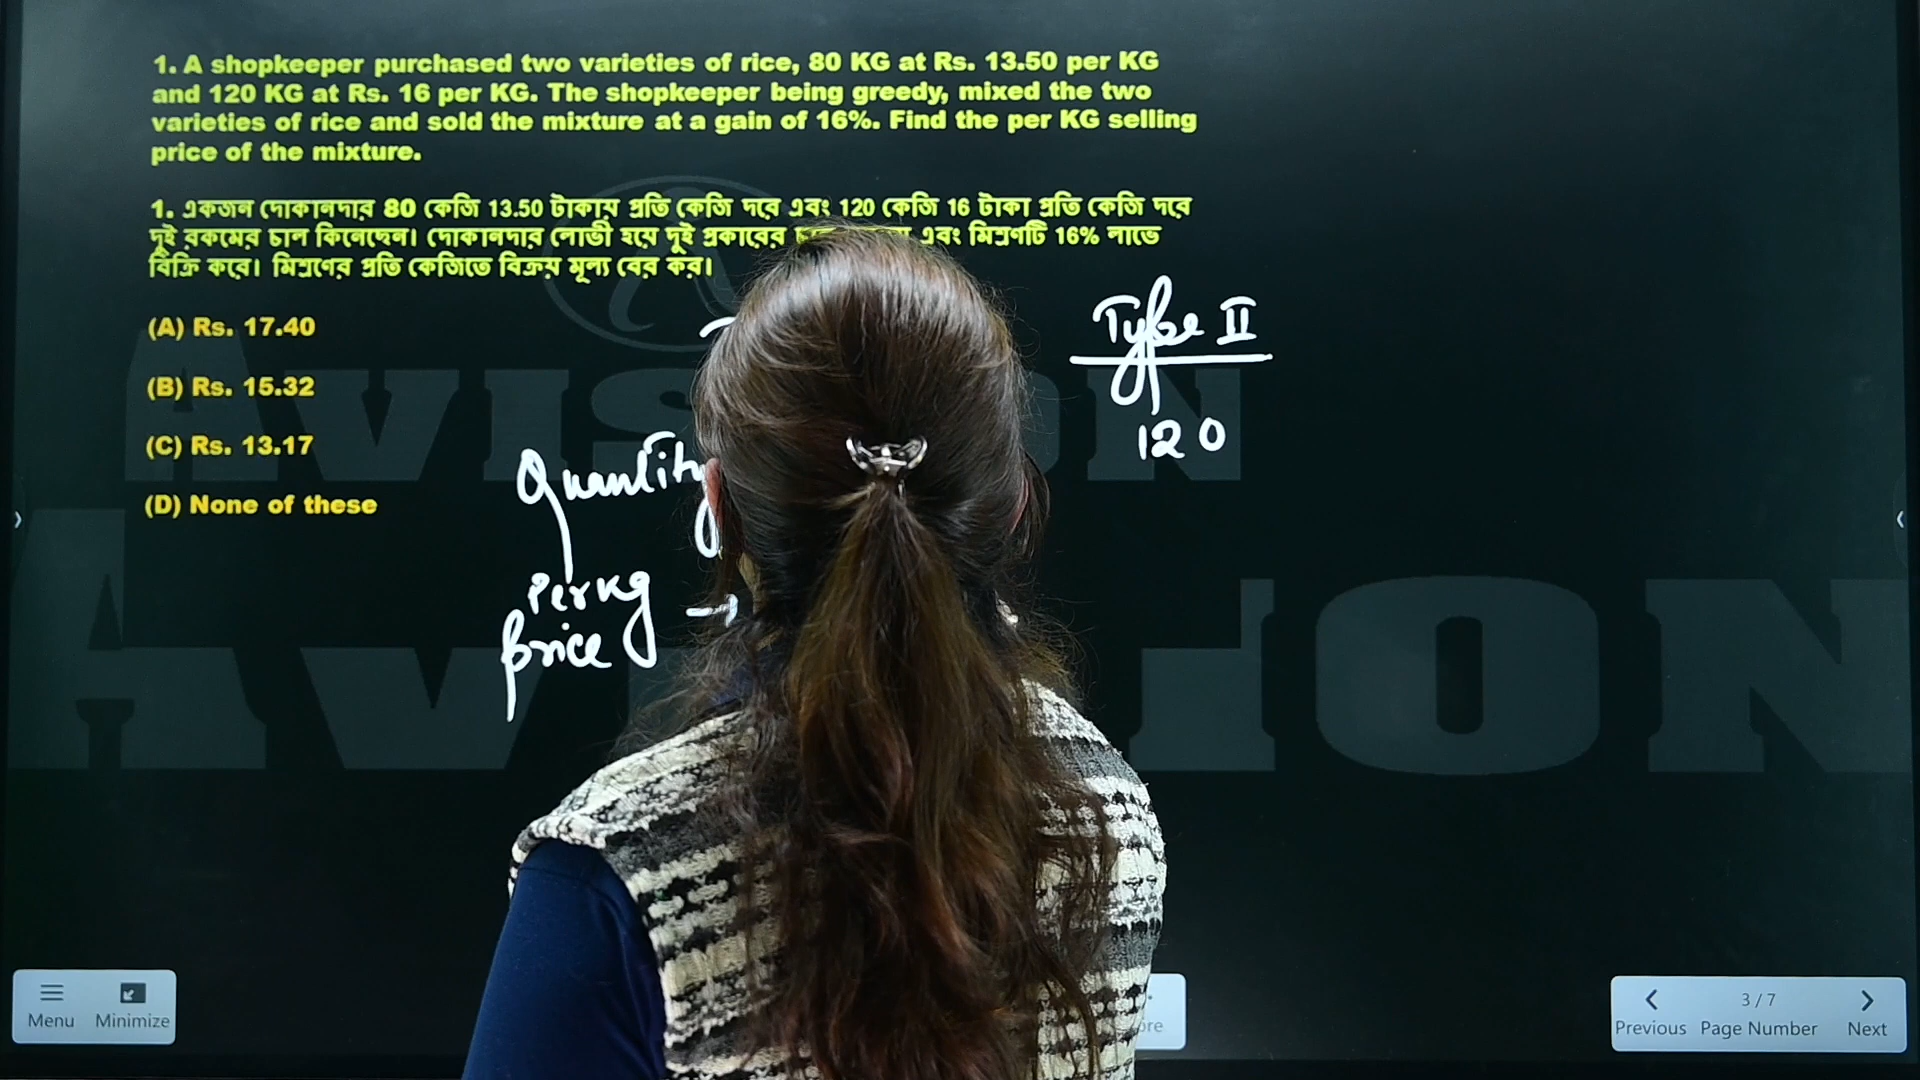 1. A shopkeeper purchased two varieties of rice, 80 KG at Rs. 13.50 per KG
and 120 KG at Rs. 16 per KG. The shopkeeper being greedy, mixed the two
varieties of rice and sold the mixture at a gain of 16%. Find the per KG selling
price of the mixture.
1. একজন দোকানদার 80 কেজি 13.50 টাকায় প্রতি কেজি দরে এবং 120 কেজি 16 টাকা প্রতি কেজি দরে
দুই রকমের চাল কিনেছেন। দোকানদার লোভী হয়ে দুই প্রকারের এবং মিশ্রণটি 16% লাভে
বিক্রি করে। মিশ্রণের প্রতি কেজিতে বিক্রয় মূল্য বের কর।
(A) Rs. 17.40
(B) Rs. 15.32
(C) Rs. 13.17
(D) None of these
Type II
120
Quantity
Per kg
price →
AVISION
Menu Minimize
3 / 7
Previous Page Number Next